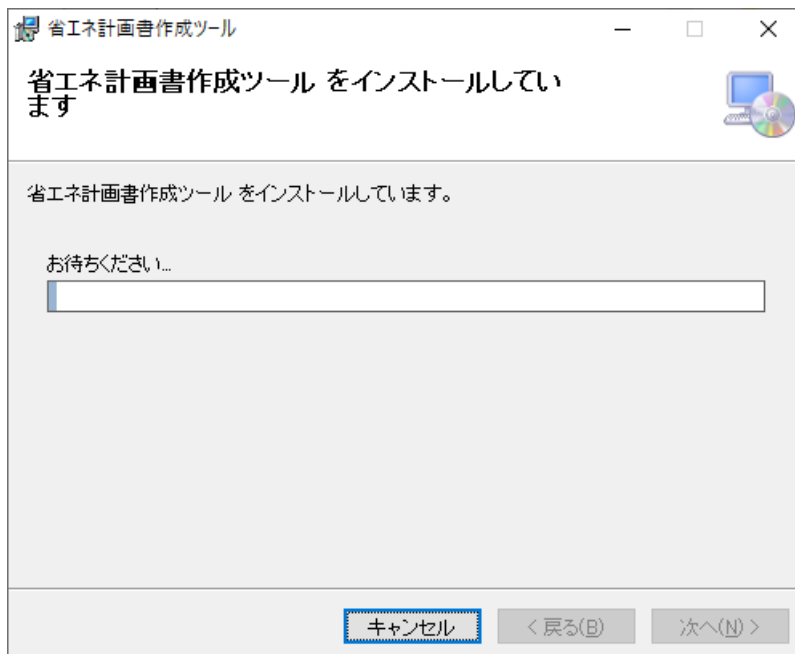 省エネ計画書作成ツール
省エネ計画書作成ツール をインストールしてい
ます
省エネ計画書作成ツール をインストールしています。
お待ちください...
キャンセル
< 戻る(B)
次へ(N) >